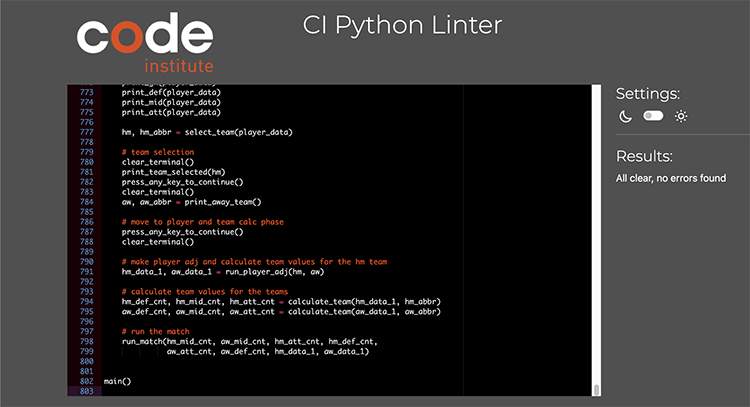 code
institute
CI Python Linter
773 print_def(player_data)
774 print_mid(player_data)
775 print_att(player_data)
776
777 hm, hm_abbr = select_team(player_data)
778
779 # team selection
780 clear_terminal()
781 print_team_selected(hm)
782 press_any_key_to_continue()
783 clear_terminal()
784 aw, aw_abbr = print_away_team()
785
786 # move to player and team calc phase
787 press_any_key_to_continue()
788 clear_terminal()
789
790 # make player adj and calculate team values for the hm team
791 hm_data_1, aw_data_1 = run_player_adj(hm, aw)
792
793 # calculate team values for the teams
794 hm_def_cnt, hm_mid_cnt, hm_att_cnt = calculate_team(hm_data_1, hm_abbr)
795 aw_def_cnt, aw_mid_cnt, aw_att_cnt = calculate_team(aw_data_1, aw_abbr)
796
797 # run the match
798 run_match(hm_mid_cnt, aw_mid_cnt, hm_att_cnt, hm_def_cnt,
799 aw_att_cnt, aw_def_cnt, hm_data_1, aw_data_1)
800
801
802 main()
803
Settings:
Results:
All clear, no errors found